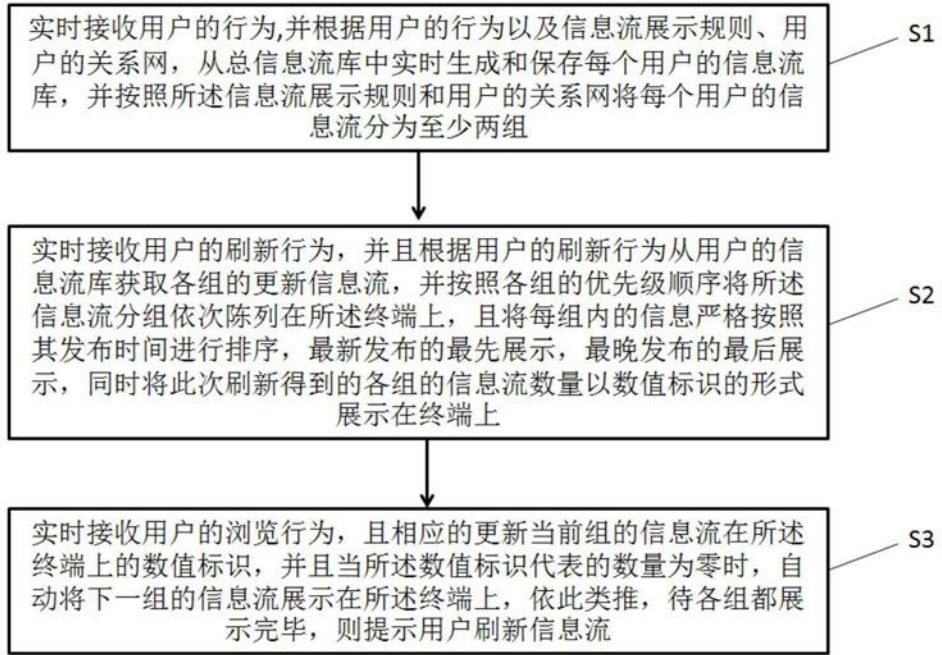 实时接收用户的行为,并根据用户的行为以及信息流展示规则、用
户的关系网，从总信息流库中实时生成和保存每个用户的信息流
库，并按照所述信息流展示规则和用户的关系网将每个用户的信
息流分为至少两组
S1
实时接收用户的刷新行为，并且根据用户的刷新行为从用户的信
息流库获取各组的更新信息流，并按照各组的优先级顺序将所述
信息流分组依次陈列在所述终端上，且将每组内的信息严格按照
其发布时间进行排序，最新发布的最先展示，最晚发布的最后展
示，同时将此次刷新得到的各组的信息流数量以数值标识的形式
展示在终端上
S2
实时接收用户的浏览行为，且相应的更新当前组的信息流在所述
终端上的数值标识，并且当所述数值标识代表的数量为零时，自
动将下一组的信息流展示在所述终端上，依此类推，待各组都展
示完毕，则提示用户刷新信息流
S3